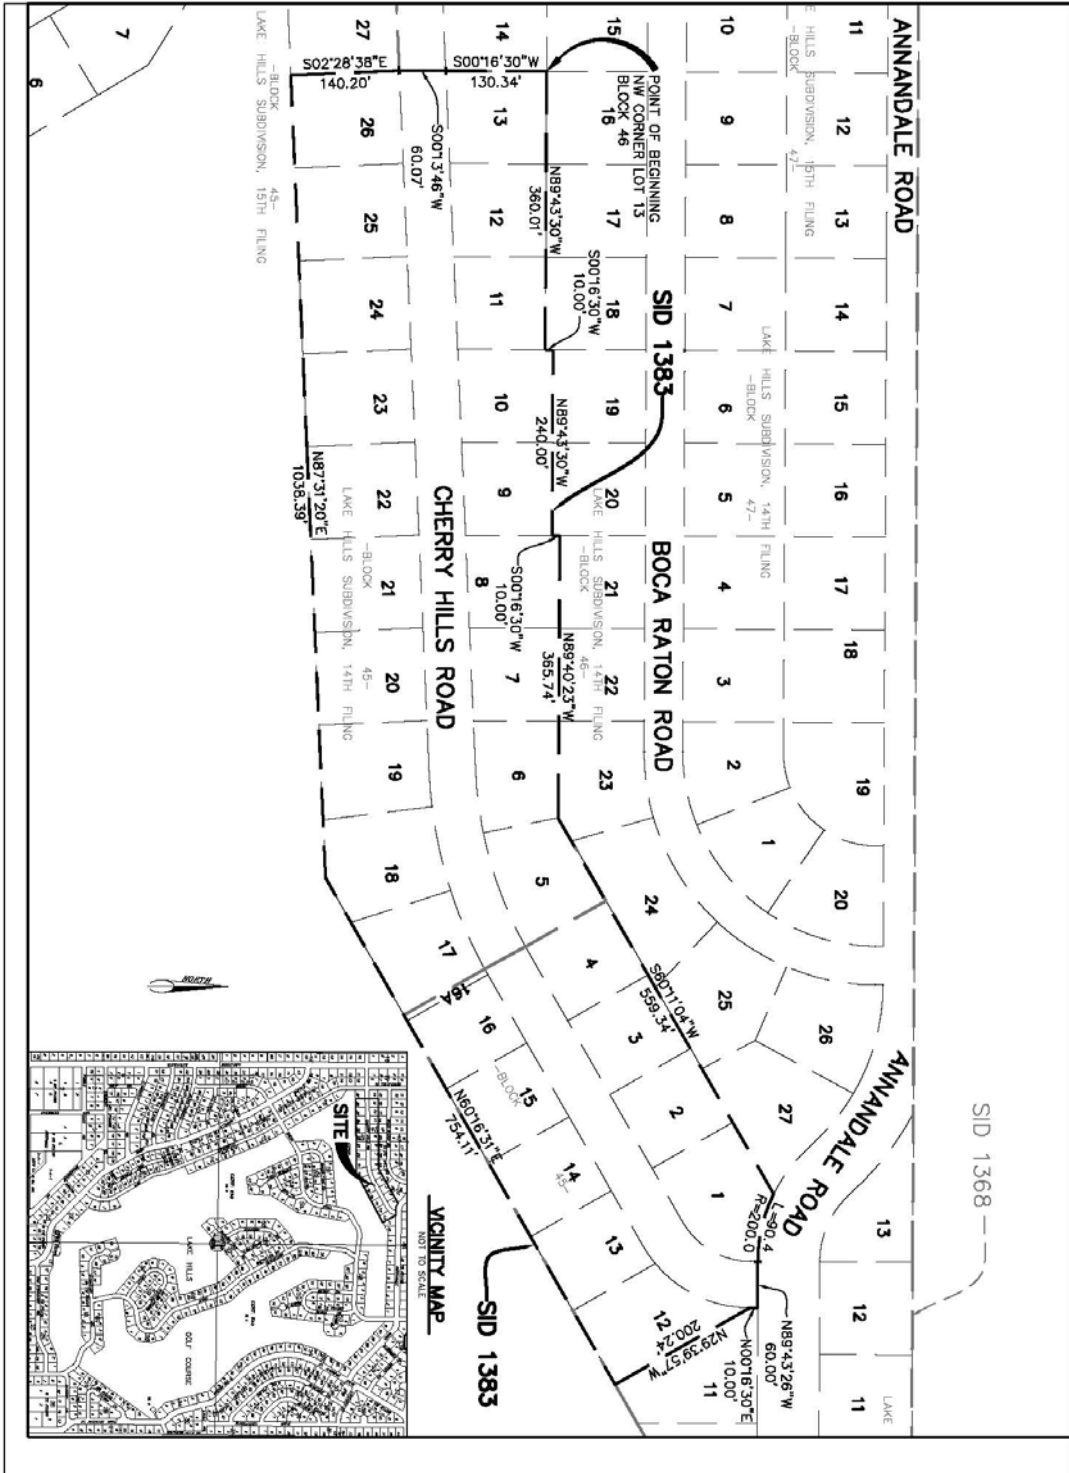 ANNANDALE ROAD
11
12
13
14
15
16
17
18
19
20
E HILLS SUBDIVISION, 15TH FILING
-BLOCK 47-
LAKE HILLS SUBDIVISION, 14TH FILING
-BLOCK 47-
10
9
8
7
6
5
4
3
2
1
SID 1383
BOCA RATON ROAD
POINT OF BEGINNING
NW CORNER LOT 13
BLOCK 46
15
16
17
18
19
20
21
22
23
24
25
26
27
LAKE HILLS SUBDIVISION, 14TH FILING
-BLOCK 46-
N89°43'30"W
360.01'
S00°16'30"W
10.00'
N89°43'30"W
240.00'
S00°16'30"W
10.00'
N89°40'23"W
365.74'
S60°11'04"W
559.34'
L=90.4
R=200.0
N89°43'26"W
60.00'
N00°16'30"E
10.00'
N29°39'57"W
200.24'
14
13
12
11
10
9
8
7
6
5
4
3
2
1
S00°16'30"W
130.34'
S00°13'46"W
60.07'
S02°28'38"E
140.20'
CHERRY HILLS ROAD
27
26
25
24
23
22
21
20
19
18
17
16A
16
15
14
13
12
11
-BLOCK 45-
LAKE HILLS SUBDIVISION, 14TH FILING
-BLOCK 45-
LAKE HILLS SUBDIVISION, 15TH FILING
-BLOCK 45-
N87°31'20"E
1038.39'
N60°16'31"E
754.11'
7
6
ANNANDALE ROAD
13
12
11
LAKE
SID 1368
SID 1383
NORTH
VICINITY MAP
NOT TO SCALE
SITE
LAKE HILLS
GOLF COURSE